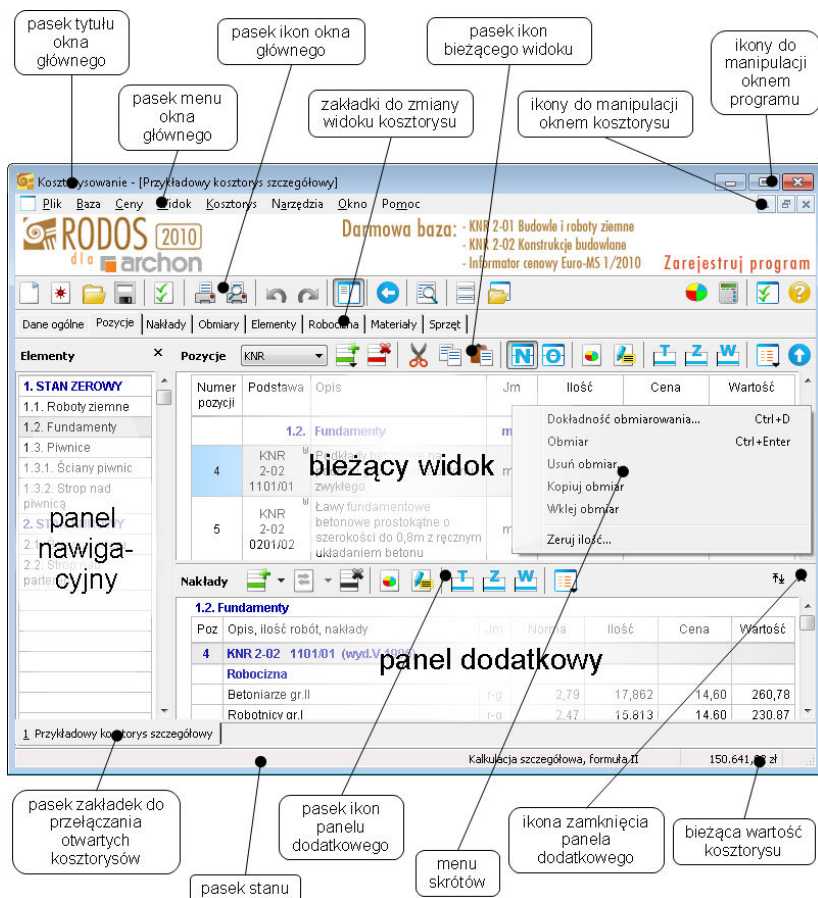 pasek tytułu
okna
głównego
pasek ikon okna
głównego
pasek ikon
bieżącego widoku
ikony do
manipulacji
oknem
programu
pasek menu
okna
głównego
zakładki do zmiany
widoku kosztorysu
ikony do manipulacji
oknem kosztorysu
Kosztorysowanie - [Przykładowy kosztorys szczegółowy]
Plik Baza Ceny Widok Kosztorys Narzędzia Okno Pomoc
RODOS 2010
dla archon
Darmowa baza: - KNR 2-01 Budowle i roboty ziemne
- KNR 2-02 Konstrukcje budowlane
- Informator cenowy Euro-MS 1/2010 Zarejestruj program
Dane ogólne Pozycje Nakłady Obmiary Elementy Robocizna Materiały Sprzęt
Elementy × Pozycje KNR N O T Z W
1. STAN ZEROWY
1.1. Roboty ziemne
1.2. Fundamenty
1.3. Piwnice
1.3.1. Ściany piwnic
1.3.2. Strop nad
piwnicą
panel
nawiga-
cyjny
Numer
pozycji Podstawa Opis Jm Ilość Cena Wartość
1.2. Fundamenty
4 KNR
2-02
1101/01
zwykłego
bieżący widok
5 KNR
2-02
0201/02
Ławy fundamentowe
betonowe prostokątne o
szerokości do 0,8m z ręcznym
układaniem betonu
Dokładność obmiarowania... Ctrl+D
Obmiar Ctrl+Enter
Usuń obmiar
Kopiuj obmiar
Wklej obmiar
Zeruj ilość...
Nakłady T Z W
1.2. Fundamenty
Poz Opis, ilość robót, nakłady Jm Norma Ilość Cena Wartość
4 KNR 2-02 1101/01 (wyd.V 1998)
panel dodatkowy
Robocizna
Betoniarze gr.II r-g 2,79 17,862 14,60 260,78
Robotnicy gr.I r-g 2,47 15,813 14,60 230,87
1 Przykładowy kosztorys szczegółowy
Kalkulacja szczegółowa, formuła II
pasek zakładek do
przełączania
otwartych
kosztorysów
pasek stanu
pasek ikon
panelu
dodatkowego
menu
skrótów
ikona zamknięcia
panela
dodatkowego
bieżąca wartość
kosztorysu